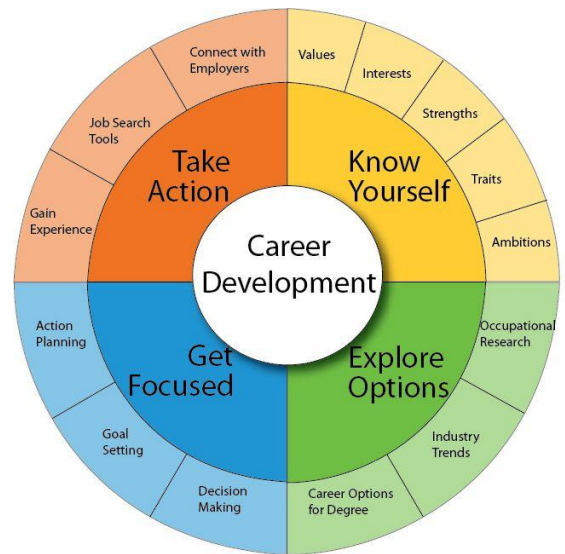 Connect with
Employers
Values
Interests
Strengths
Traits
Ambitions
Job Search
Tools
Gain
Experience
Take
Action
Know
Yourself
Career
Development
Get
Focused
Explore
Options
Occupational
Research
Industry
Trends
Career Options
for Degree
Decision
Making
Goal
Setting
Action
Planning